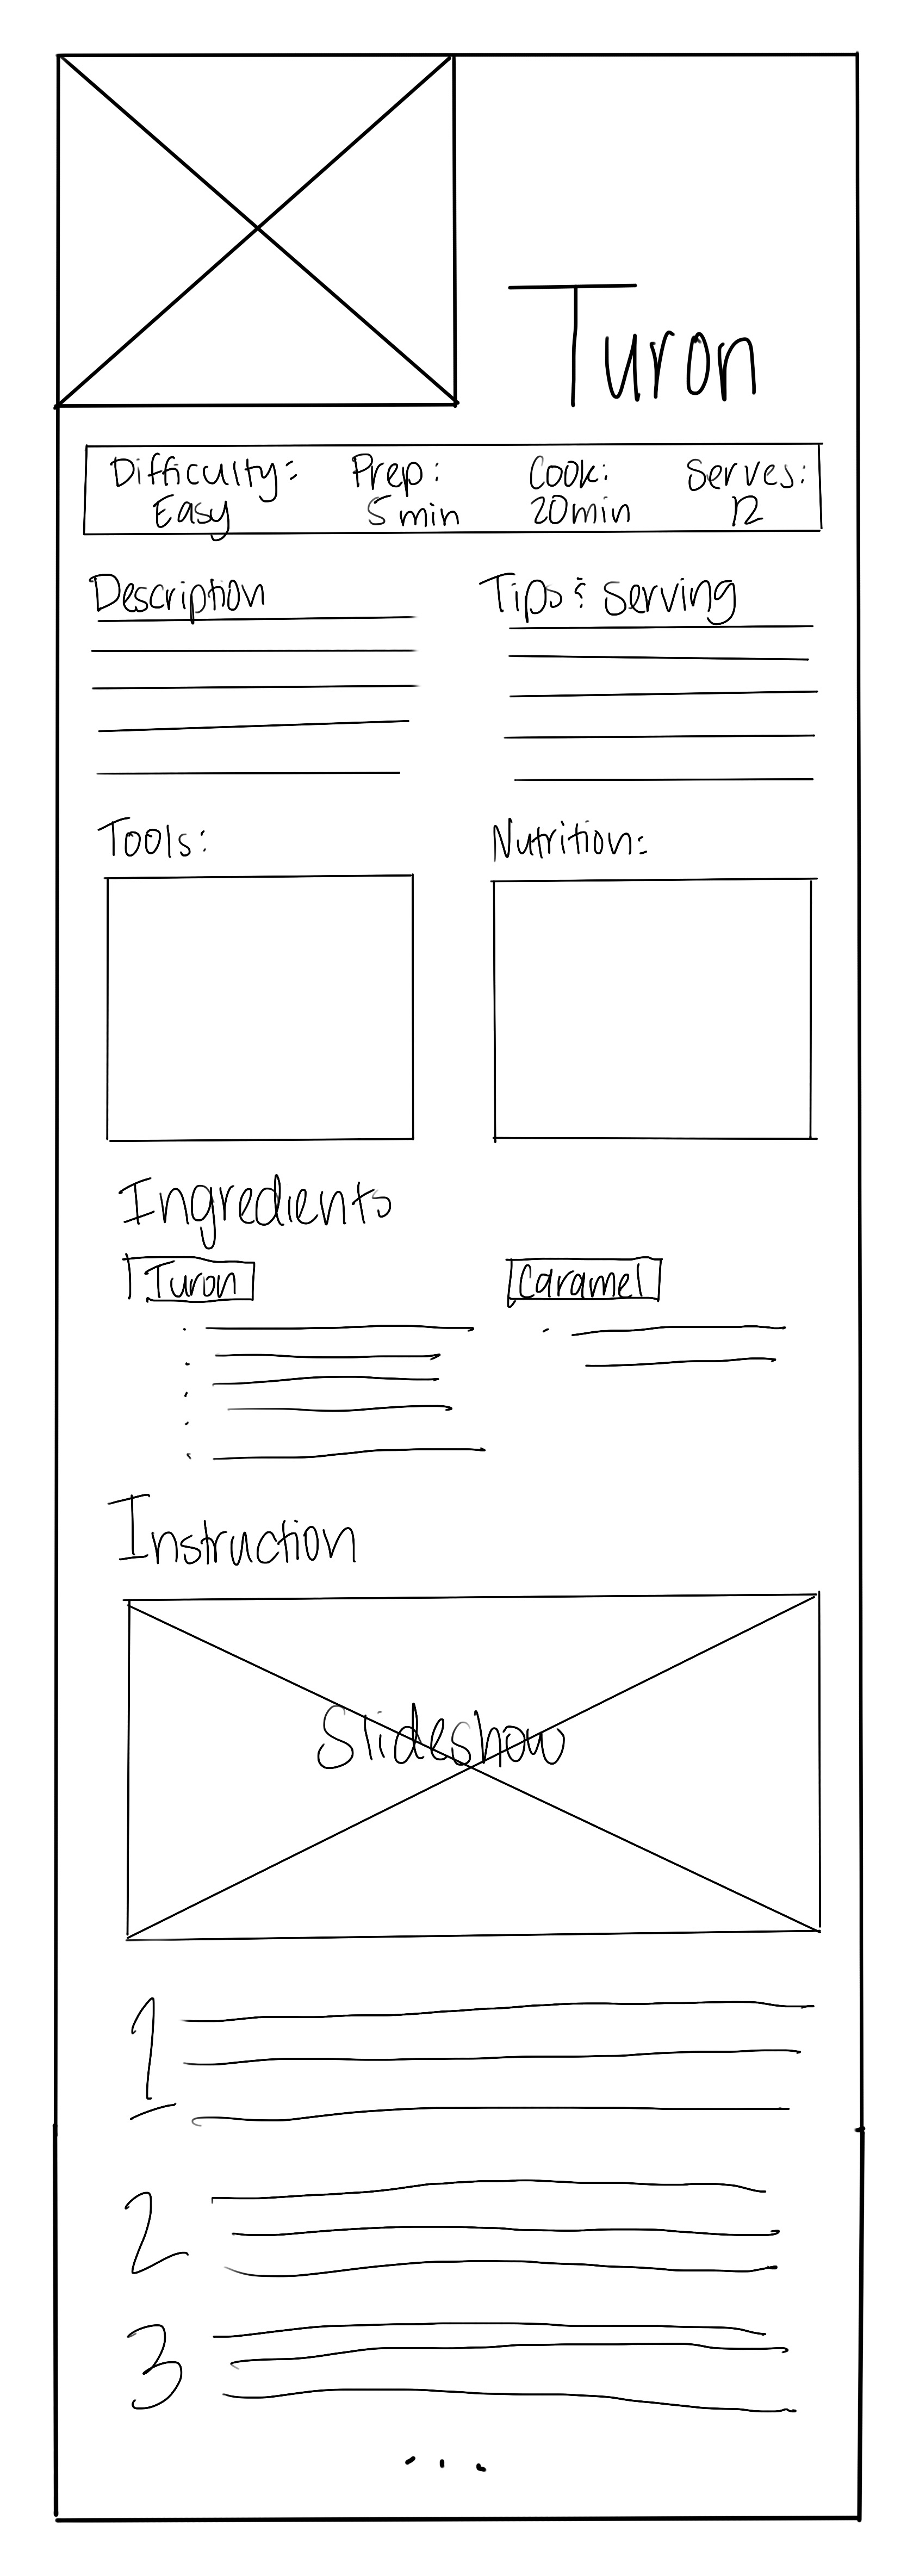 Turon
Difficulty: Prep: Cook: Serves:
Easy 5 min 20min 12
Description Tips & Serving
Tools: Nutrition:
Ingredients
Turon Caramel
Instruction
Slideshow
1
2
3
...